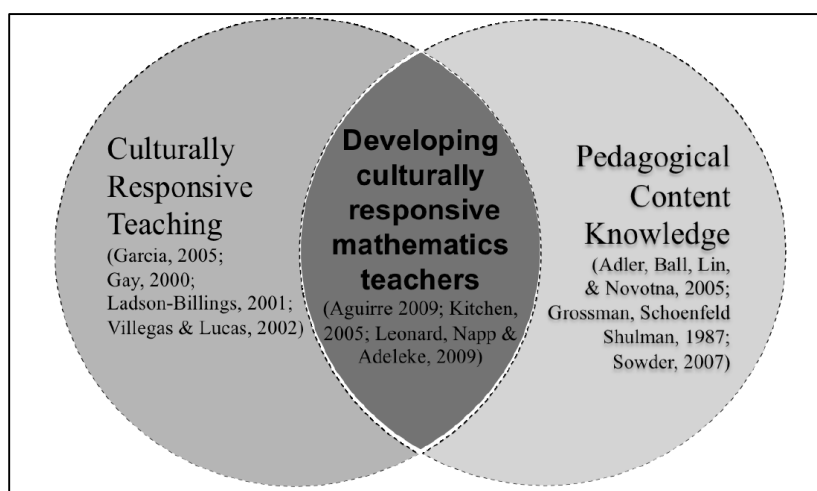 Culturally
Responsive
Teaching
(Garcia, 2005;
Gay, 2000;
Ladson-Billings, 2001;
Villegas & Lucas, 2002)
Developing
culturally
responsive
mathematics
teachers
(Aguirre 2009; Kitchen,
2005; Leonard, Napp &
Adeleke, 2009)
Pedagogical
Content
Knowledge
(Adler, Ball, Lin,
& Novotna, 2005;
Grossman, Schoenfeld
Shulman, 1987;
Sowder, 2007)